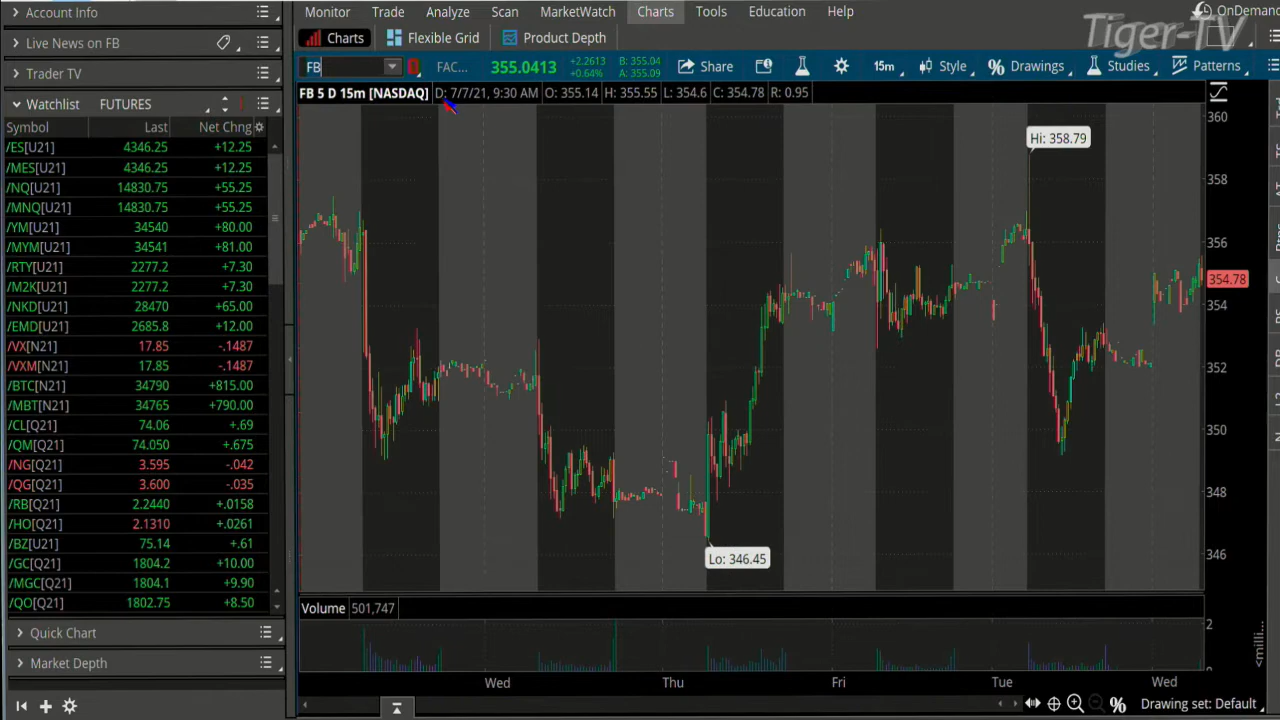 Account Info
Live News on FB
Trader TV
Watchlist FUTURES
Symbol Last Net Chng
/ES[U21] 4346.25 +12.25
/MES[U21] 4346.25 +12.25
/NQ[U21] 14830.75 +55.25
/MNQ[U21] 14830.75 +55.25
/YM[U21] 34540 +80.00
/MYM[U21] 34541 +81.00
/RTY[U21] 2277.2 +7.30
/M2K[U21] 2277.2 +7.30
/NKD[U21] 28470 +65.00
/EMD[U21] 2685.8 +12.00
/VX[N21] 17.85 -.1487
/VXM[N21] 17.85 -.1487
/BTC[N21] 34790 +815.00
/MBT[N21] 34765 +790.00
/CL[Q21] 74.06 +.69
/QM[Q21] 74.050 +.675
/NG[Q21] 3.595 -.042
/QG[Q21] 3.600 -.035
/RB[Q21] 2.2440 +.0158
/HO[Q21] 2.1310 +.0261
/BZ[U21] 75.14 +.61
/GC[Q21] 1804.2 +10.00
/MGC[Q21] 1804.1 +9.90
/QO[Q21] 1802.75 +8.50
Quick Chart
Market Depth
Monitor Trade Analyze Scan MarketWatch Charts Tools Education Help
OnDemand
Tiger-TV
Charts Flexible Grid Product Depth
FB FAC... 355.0413 +2.2613 +0.64% B: 355.04 A: 355.09 Share 15m Style Drawings Studies Patterns
FB 5 D 15m [NASDAQ] D: 7/7/21, 9:30 AM O: 355.14 H: 355.55 L: 354.6 C: 354.78 R: 0.95
360
Hi: 358.79
358
356
354.78
354
352
350
348
346
Lo: 346.45
Volume 501,747
2
<milli...
Wed Thu Fri Tue Wed
Drawing set: Default